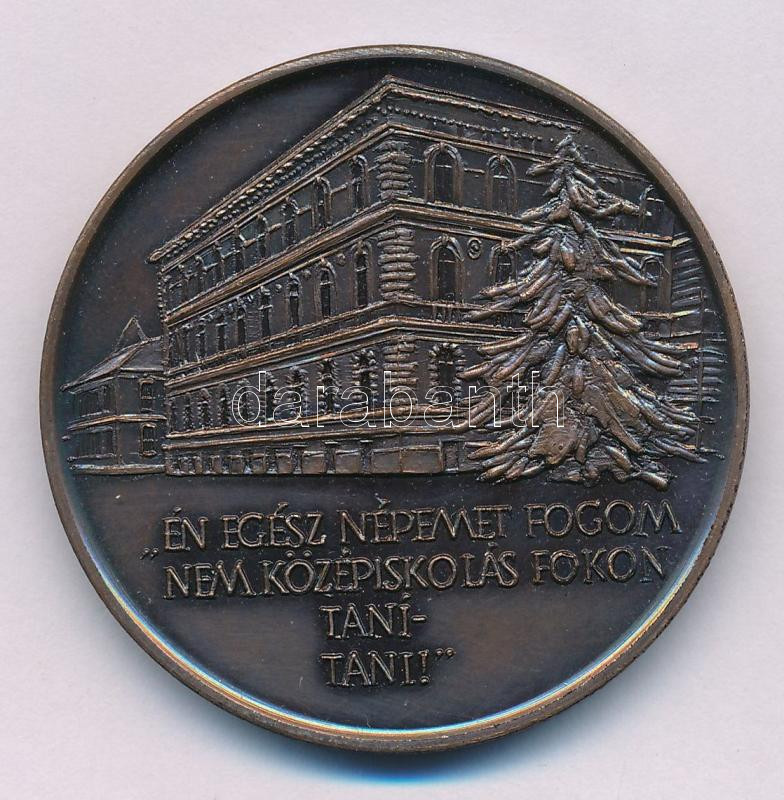 darabanth
„ÉN EGÉSZ NÉPEMET FOGOM
NEM KÖZÉPISKOLÁS FOKON
TANÍ-
TANI!”